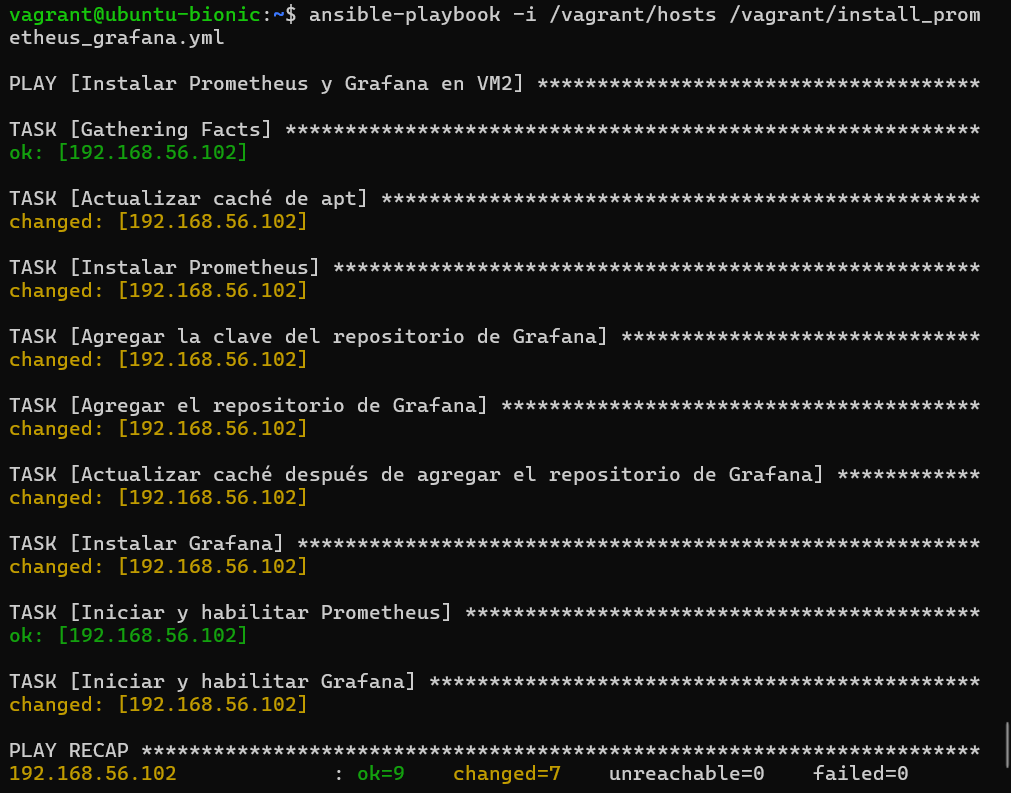 vagrant@ubuntu-bionic:~$ ansible-playbook -i /vagrant/hosts /vagrant/install_prom
etheus_grafana.yml
PLAY [Instalar Prometheus y Grafana en VM2] *************************************
TASK [Gathering Facts] **********************************************************
ok: [192.168.56.102]
TASK [Actualizar caché de apt] **************************************************
changed: [192.168.56.102]
TASK [Instalar Prometheus] ******************************************************
changed: [192.168.56.102]
TASK [Agregar la clave del repositorio de Grafana] ******************************
changed: [192.168.56.102]
TASK [Agregar el repositorio de Grafana] ****************************************
changed: [192.168.56.102]
TASK [Actualizar caché después de agregar el repositorio de Grafana] ************
changed: [192.168.56.102]
TASK [Instalar Grafana] *********************************************************
changed: [192.168.56.102]
TASK [Iniciar y habilitar Prometheus] *******************************************
ok: [192.168.56.102]
TASK [Iniciar y habilitar Grafana] **********************************************
changed: [192.168.56.102]
PLAY RECAP **********************************************************************
192.168.56.102             : ok=9    changed=7    unreachable=0    failed=0